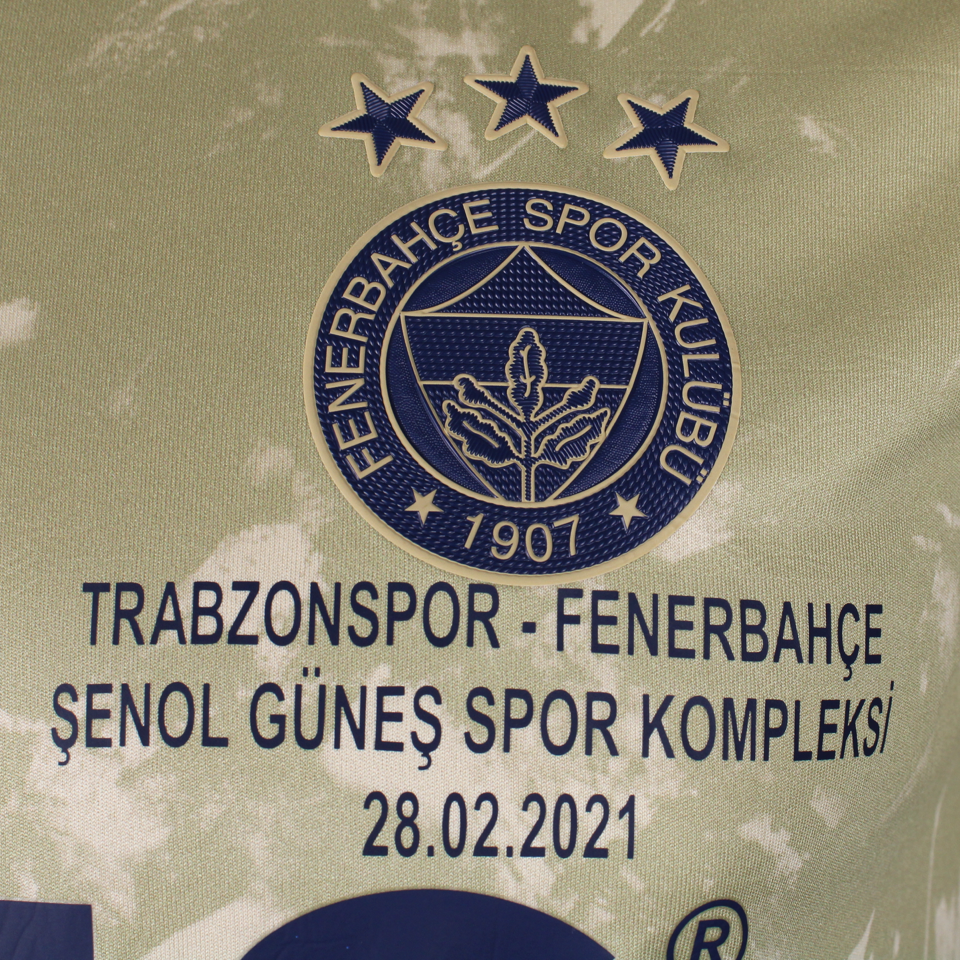 FENERBAHÇE SPOR KULÜBÜ
1907
TRABZONSPOR - FENERBAHÇE
ŞENOL GÜNEŞ SPOR KOMPLEKSİ
28.02.2021
®